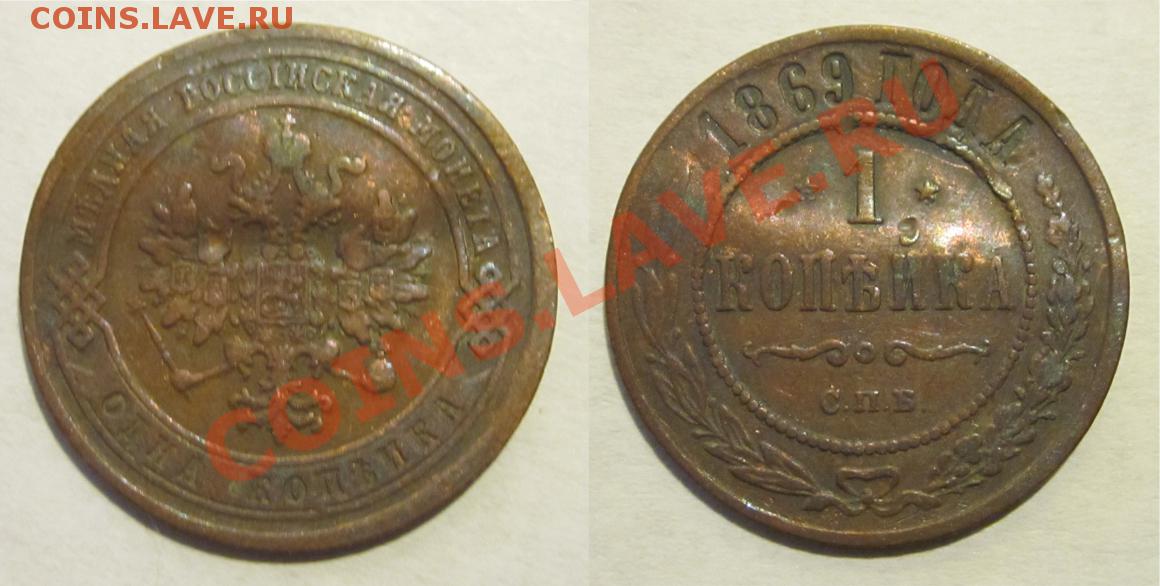 COINS.LAVE.RU
МѢДНАЯ РОССІЙСКАЯ МОНЕТА
ОДНА КОПѢЙКА
1869 ГОДА
1
КОПѢЙКА
С.П.Б.
COINS.LAVE.RU